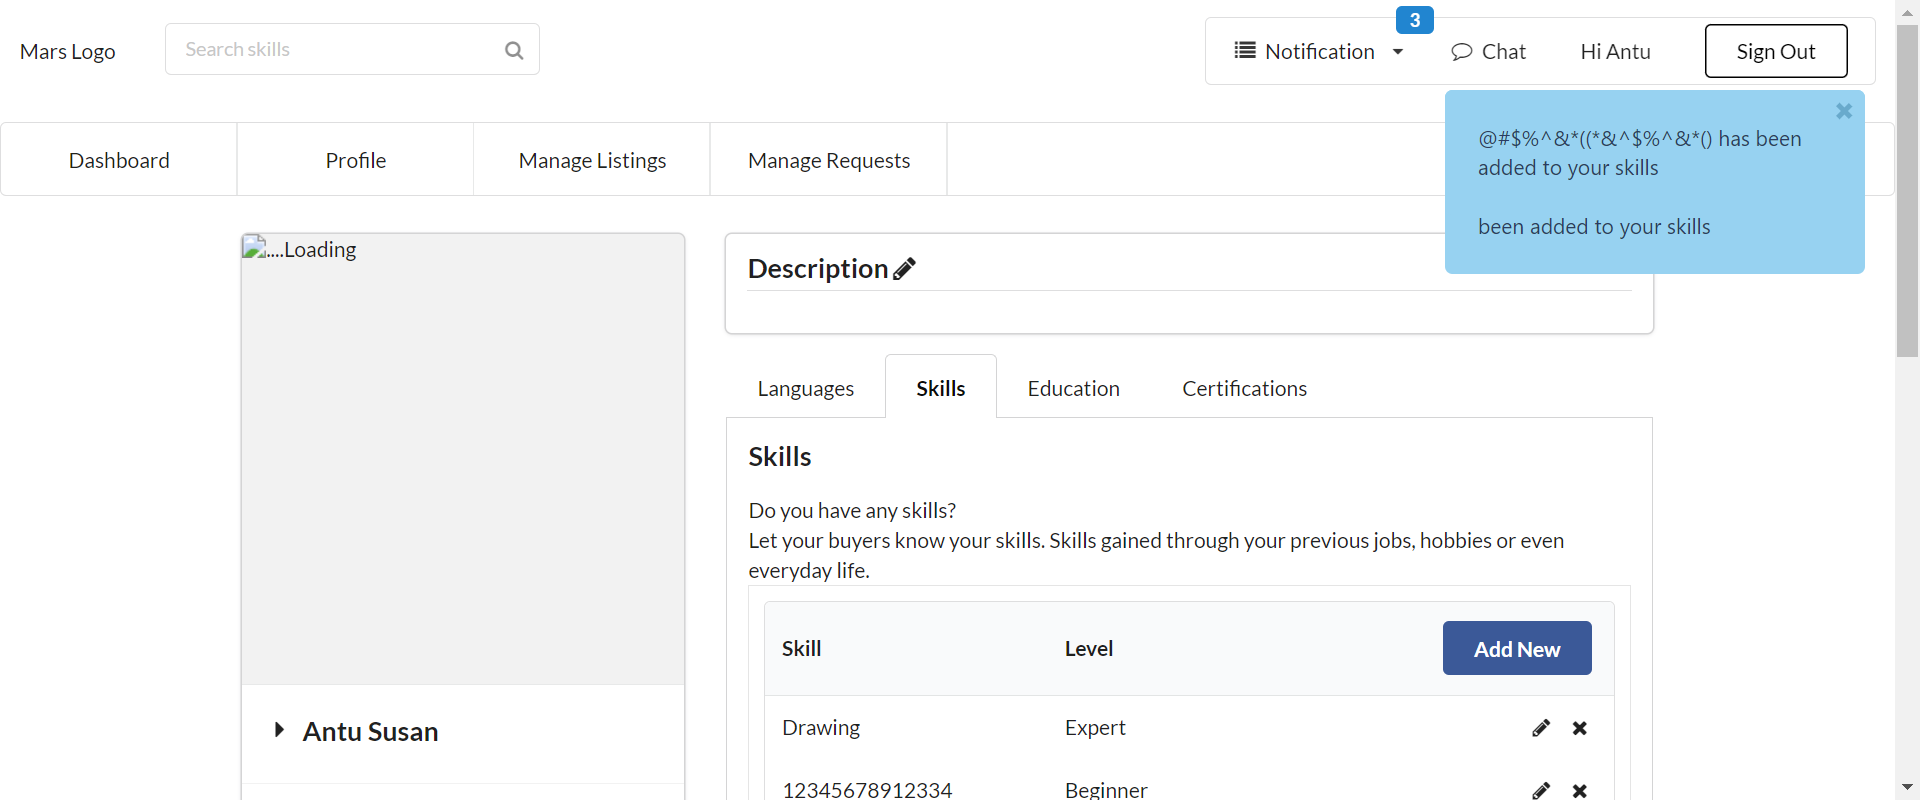 Mars Logo
Search skills
3
Notification
Chat
Hi Antu
Sign Out
@#$%^&*((*&^$%^&*() has been
added to your skills
been added to your skills
Dashboard
Profile
Manage Listings
Manage Requests
....Loading
Antu Susan
Description
Languages
Skills
Education
Certifications
Skills
Do you have any skills?
Let your buyers know your skills. Skills gained through your previous jobs, hobbies or even
everyday life.
Skill
Level
Add New
Drawing
Expert
12345678912334
Beginner